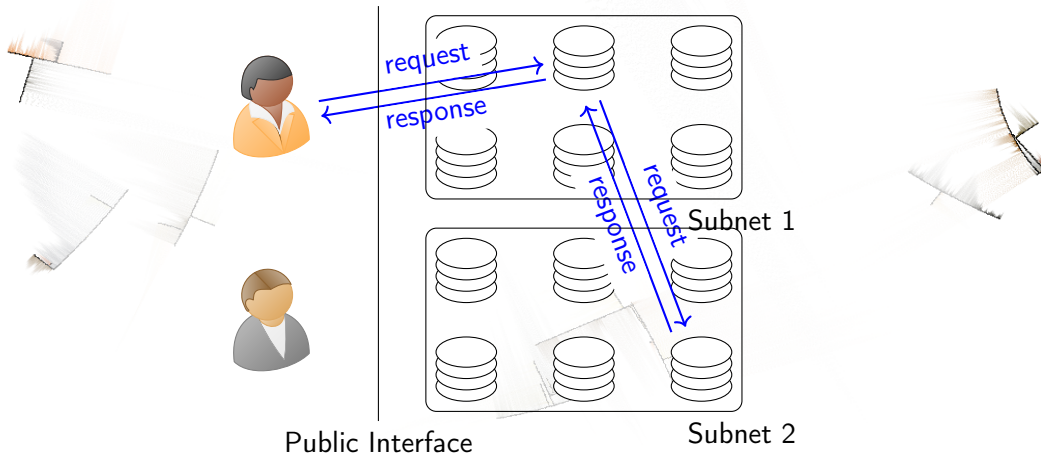 request
response
request
response
Subnet 1
Subnet 2
Public Interface